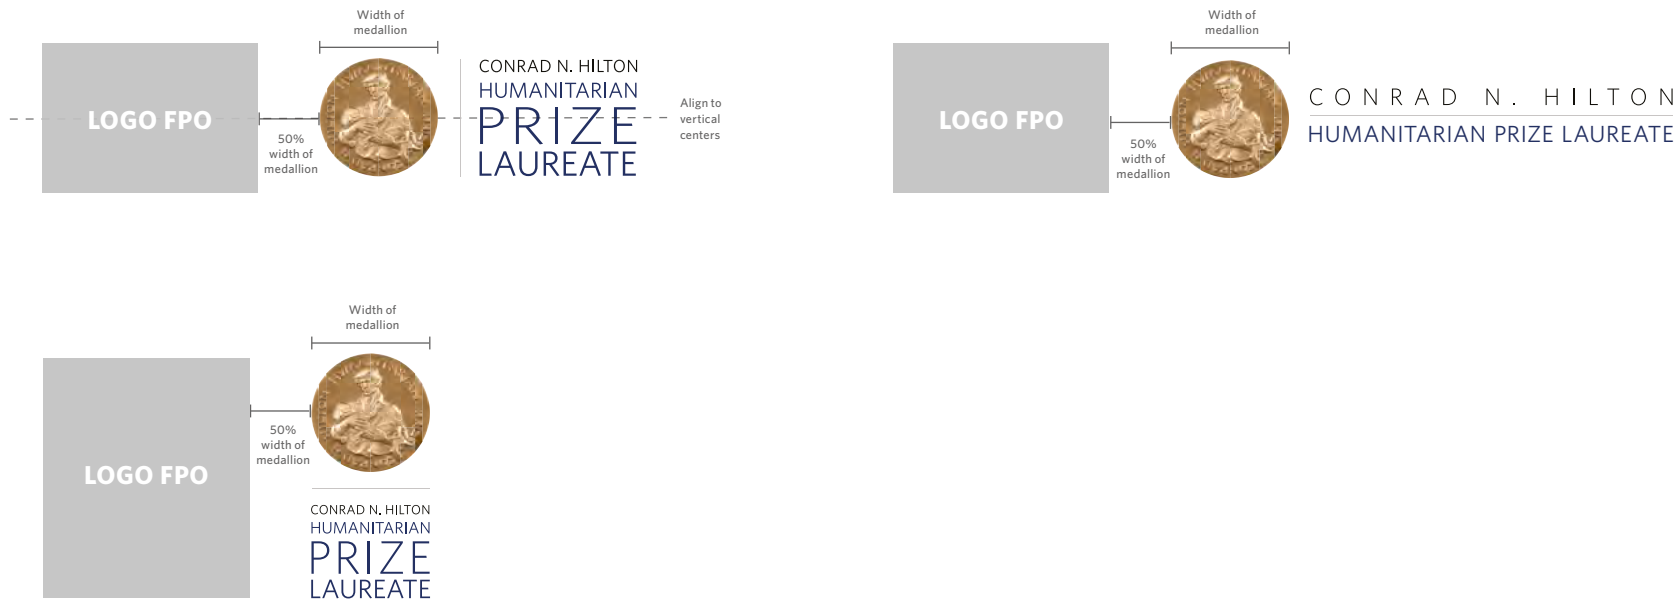 Width of
medallion
LOGO FPO
50%
width of
medallion
CONRAD N. HILTON
HUMANITARIAN
PRIZE
LAUREATE
Align to
vertical
centers
Width of
medallion
LOGO FPO
50%
width of
medallion
CONRAD N. HILTON
HUMANITARIAN PRIZE LAUREATE
Width of
medallion
LOGO FPO
50%
width of
medallion
CONRAD N. HILTON
HUMANITARIAN
PRIZE
LAUREATE